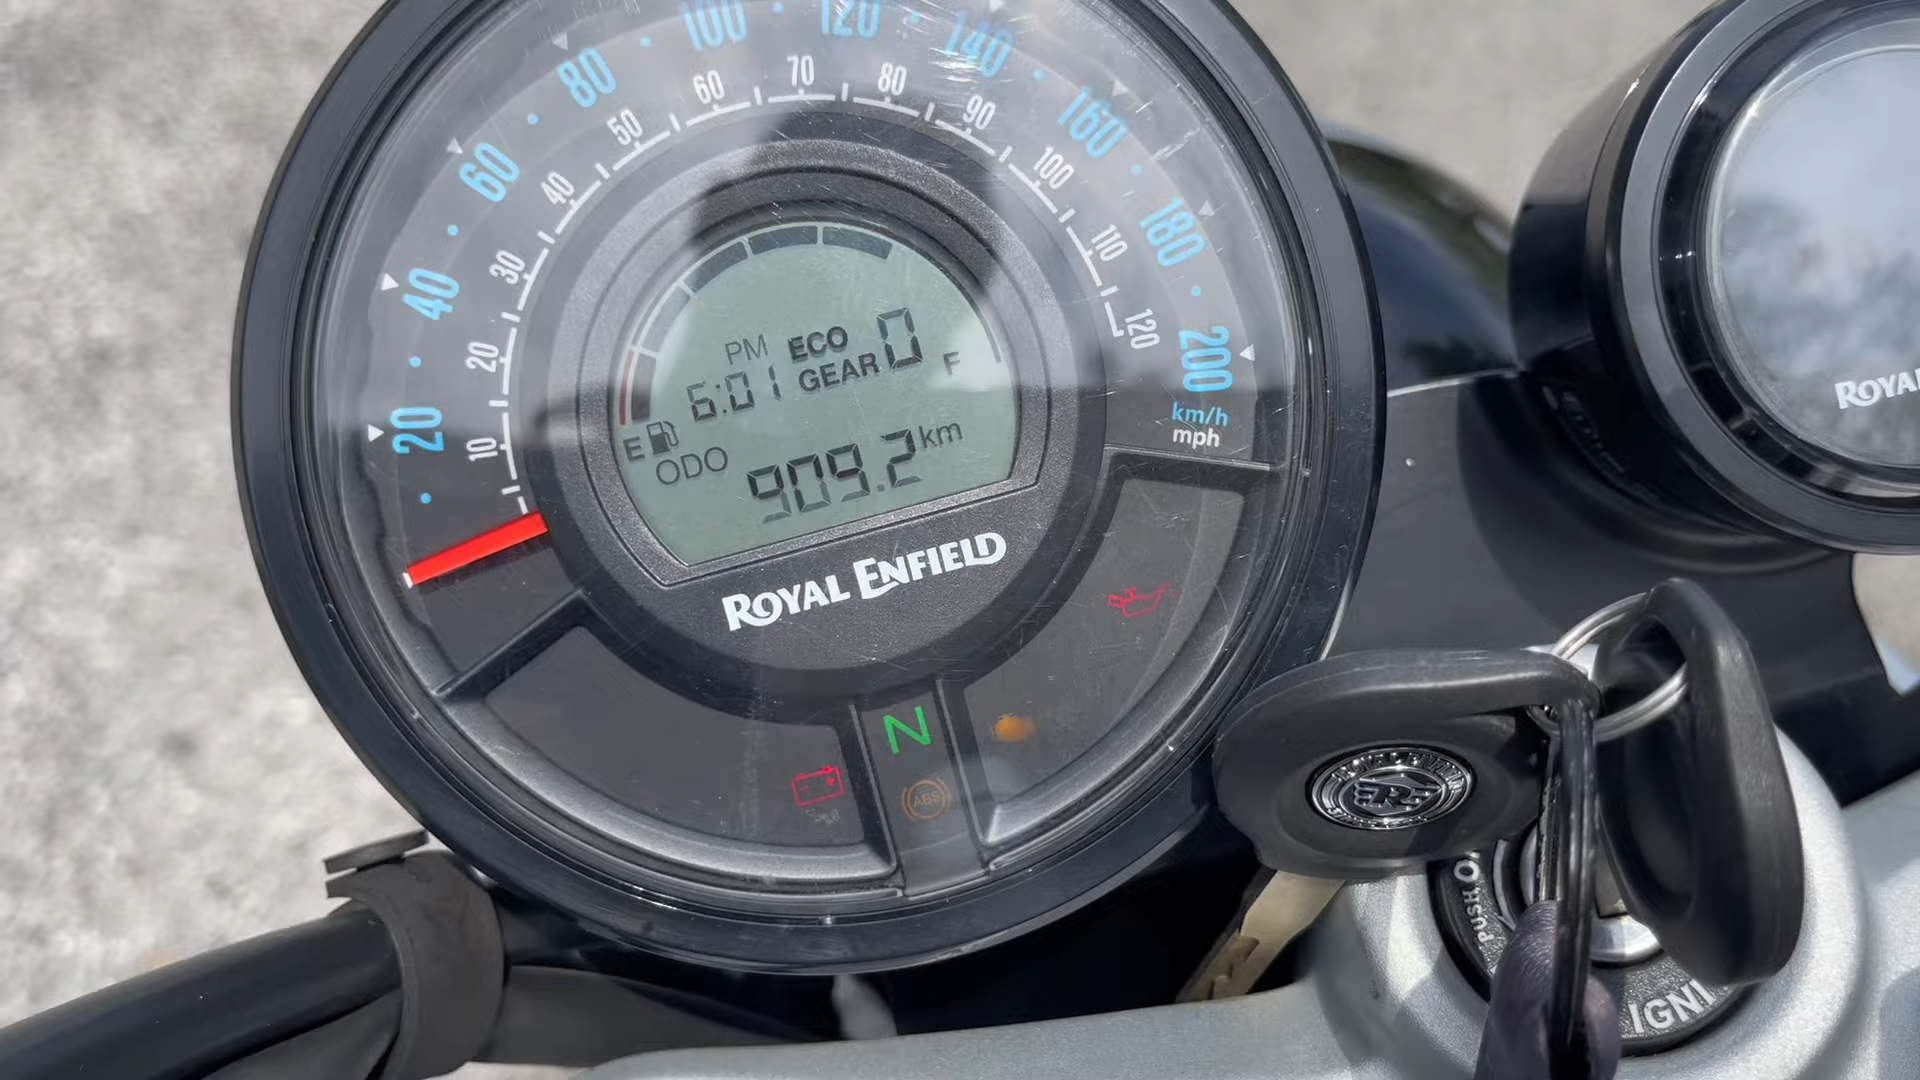 100
120
140
80
160
60
180
40
200
20
km/h
mph
60
70
80
50
90
40
100
30
110
20
120
10
PM ECO
6:01 GEAR 0
E F
ODO 909.2 km
ROYAL ENFIELD
N
ABS
ROYAL
PUSH
IGNI